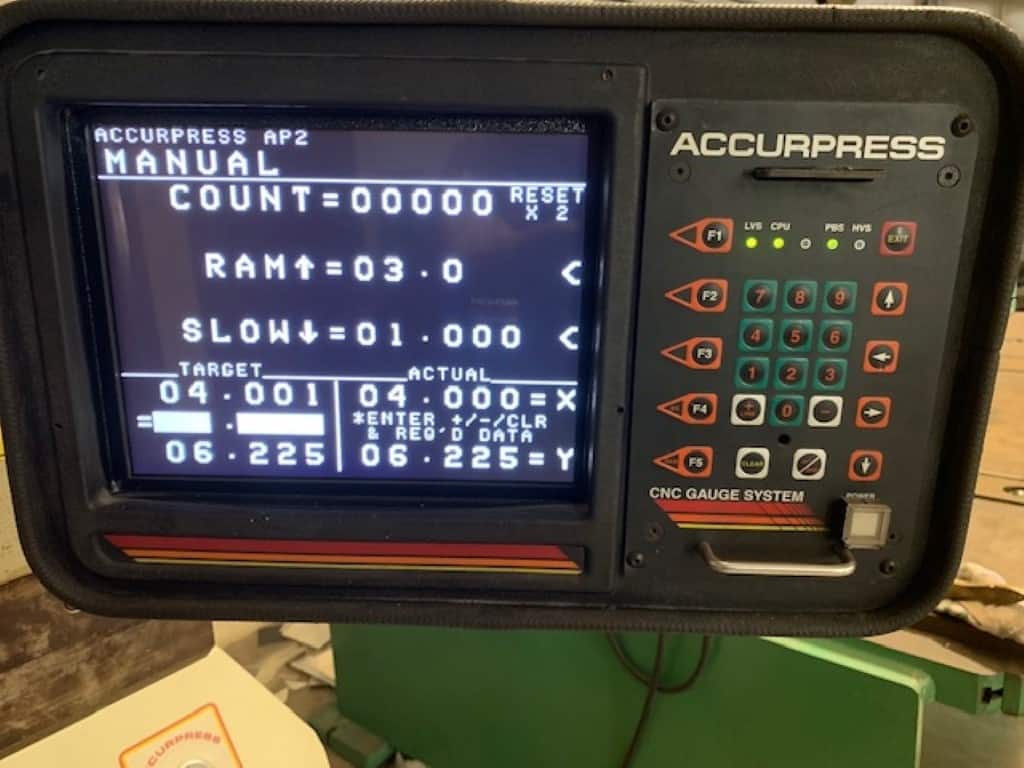 ACCURPRESS AP2
MANUAL
COUNT=00000 RESET X 2
RAM↑=03.0 <
SLOW↓=01.000 <
TARGET ACTUAL
04.001 04.000=X
= . *ENTER +/-/CLR
& REQ'D DATA
06.225 06.225=Y
ACCURPRESS
F1 LVS CPU PBS HVS EXIT
F2 7 8 9
F3 4 5 6
1 2 3
F4 0 -
F5 CLEAR
CNC GAUGE SYSTEM POWER
CURPRESS